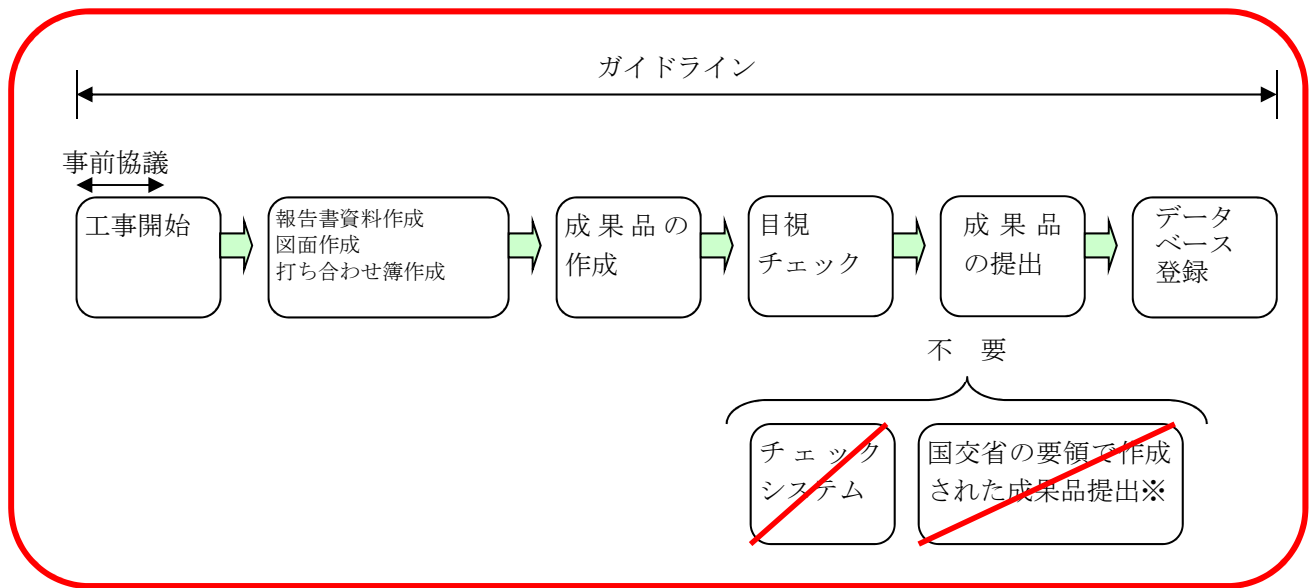 ガイドライン
事前協議
工事開始
報告書資料作成
図面作成
打ち合わせ簿作成
成果品の
作成
目視
チェック
成果品
の提出
データ
ベース
登録
不 要
チェック
システム
国交省の要領で作成
された成果品提出※